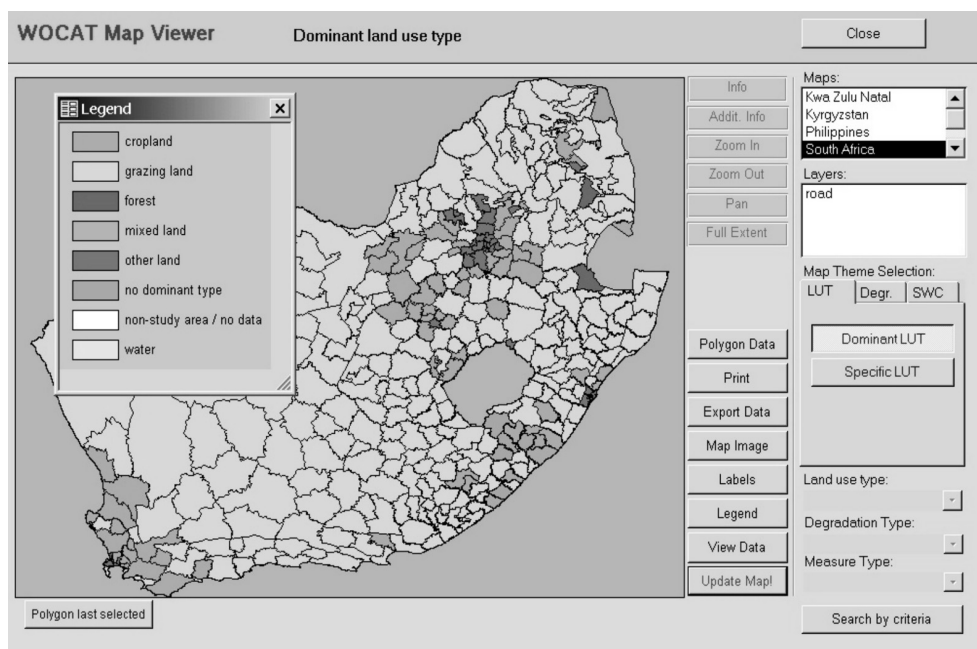 WOCAT Map Viewer
Dominant land use type
Close
Legend
cropland
grazing land
forest
mixed land
other land
no dominant type
non-study area / no data
water
Info
Addit. Info
Zoom In
Zoom Out
Pan
Full Extent
Polygon Data
Print
Export Data
Map Image
Labels
Legend
View Data
Update Map!
Maps:
Kwa Zulu Natal
Kyrgyzstan
Philippines
South Africa
Layers:
road
Map Theme Selection:
LUT Degr. SWC
Dominant LUT
Specific LUT
Land use type:
Degradation Type:
Measure Type:
Search by criteria
Polygon last selected